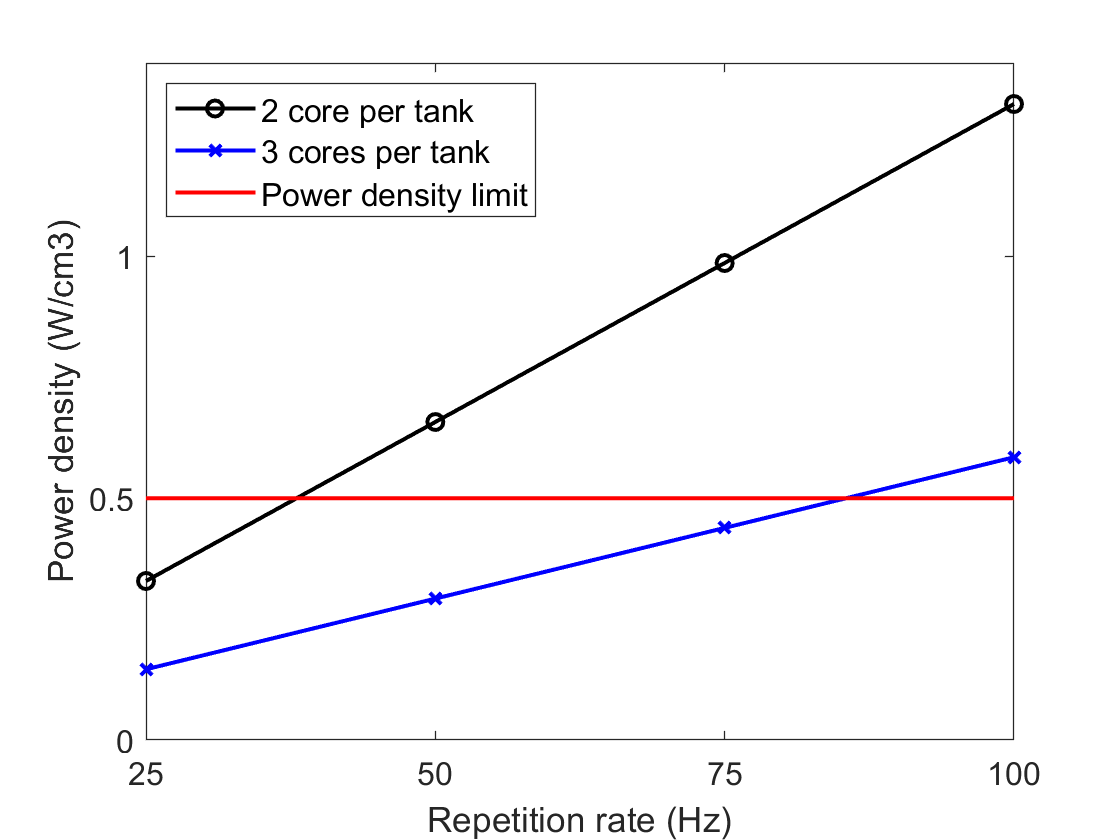 2 core per tank
3 cores per tank
Power density limit
Power density (W/cm3)
1
0.5
0
25 50 75 100
Repetition rate (Hz)